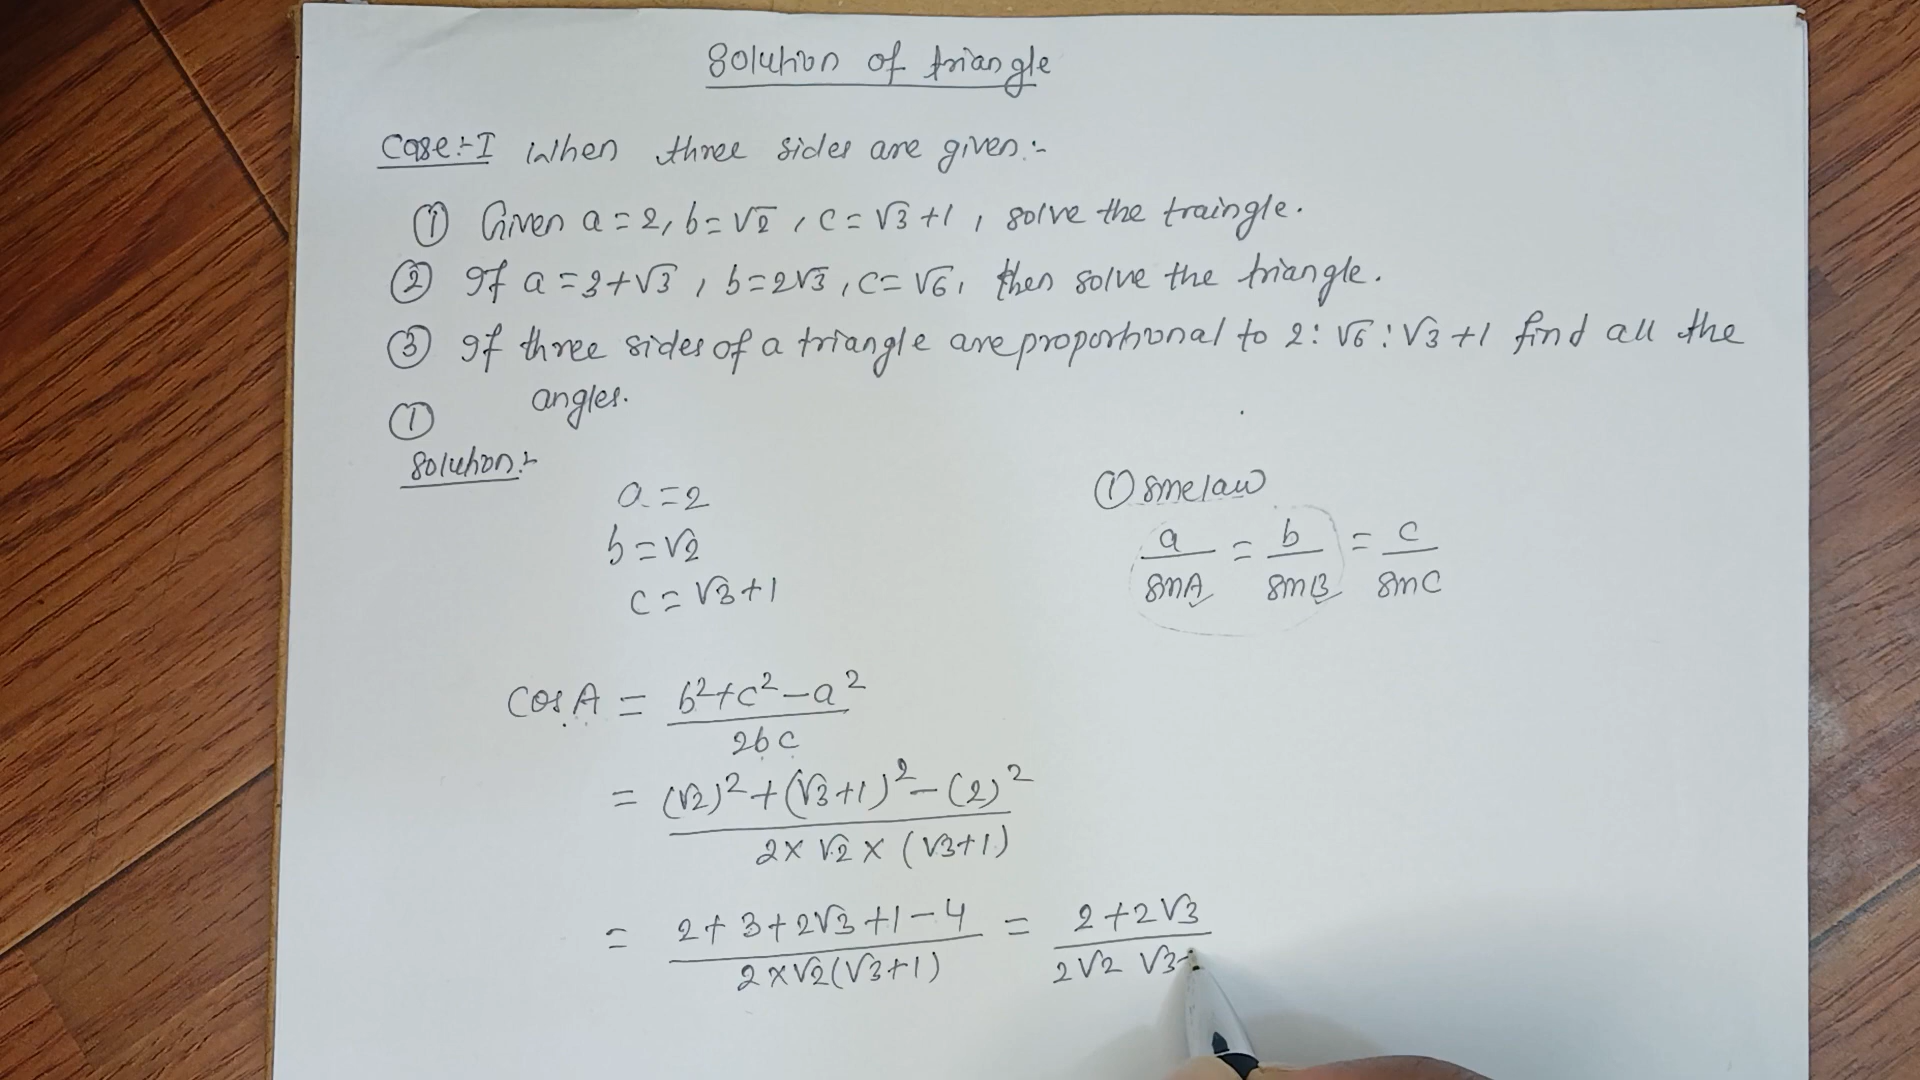 Solution of triangle
Case:-I When three sides are given:-
① Given a = 2, b = √2, c = √3 + 1, solve the traingle.
② If a = 3 + √3, b = 2√3, c = √6, then solve the triangle.
③ If three sides of a triangle are proportional to 2 : √6 : √3 + 1 find all the
angles.
①
Solution:-
a = 2
b = √2
c = √3 + 1
① Sine law
a/SinA = b/SinB = c/SinC
Cos A = (b² + c² - a²)/2bc
= ((√2)² + (√3 + 1)² - (2)²)/(2 × √2 × (√3 + 1))
= (2 + 3 + 2√3 + 1 - 4)/(2 × √2(√3 + 1)) = (2 + 2√3)/(2√2 √3+